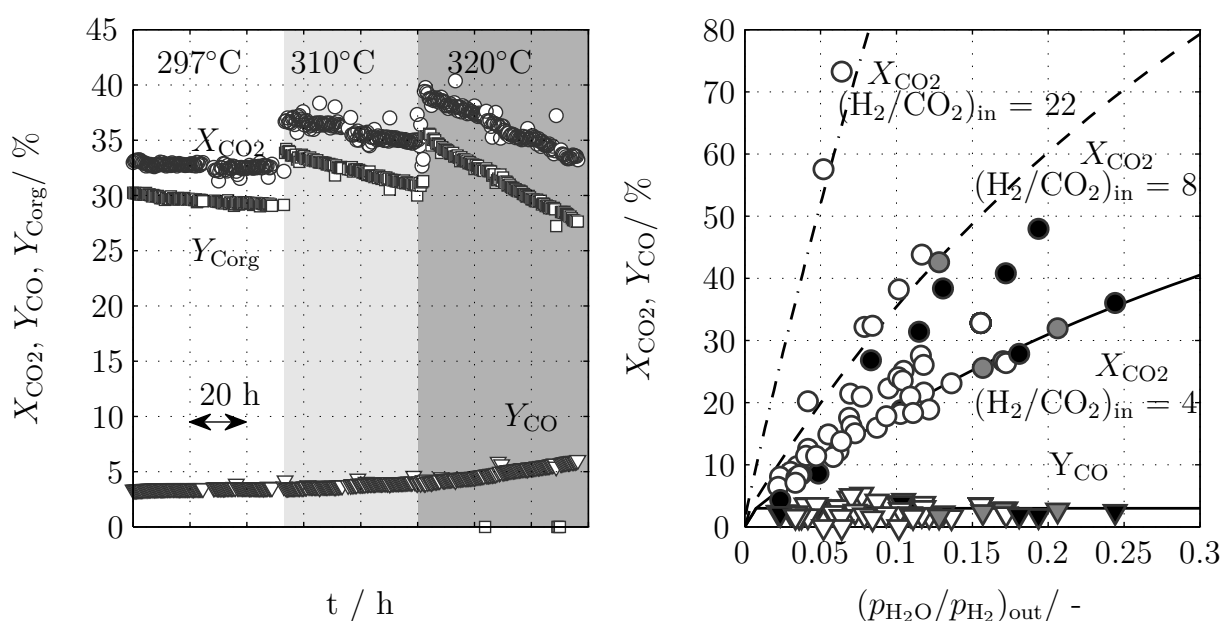 X_CO2, Y_CO, Y_Corg/ %
45
40
35
30
25
20
15
10
5
0
297°C
310°C
320°C
X_CO2
Y_Corg
20 h
Y_CO
t / h
X_CO2, Y_CO/ %
80
70
60
50
40
30
20
10
0
X_CO2
(H₂/CO₂)in = 22
X_CO2
(H₂/CO₂)in = 8
X_CO2
(H₂/CO₂)in = 4
Y_CO
0
0.05
0.1
0.15
0.2
0.25
0.3
(p_H₂O/p_H₂)out/ -